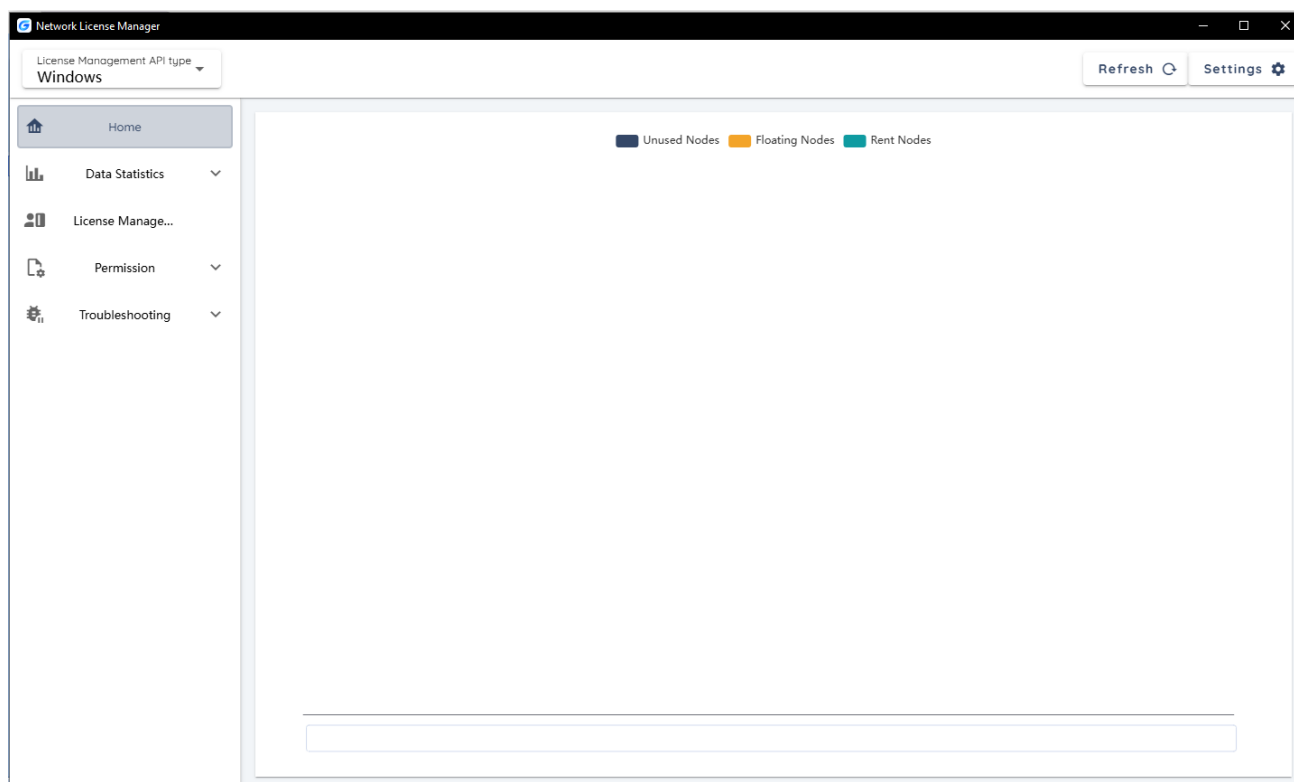 Network License Manager
License Management API type
Windows
Refresh
Settings
Home
Data Statistics
License Manage...
Permission
Troubleshooting
Unused Nodes Floating Nodes Rent Nodes